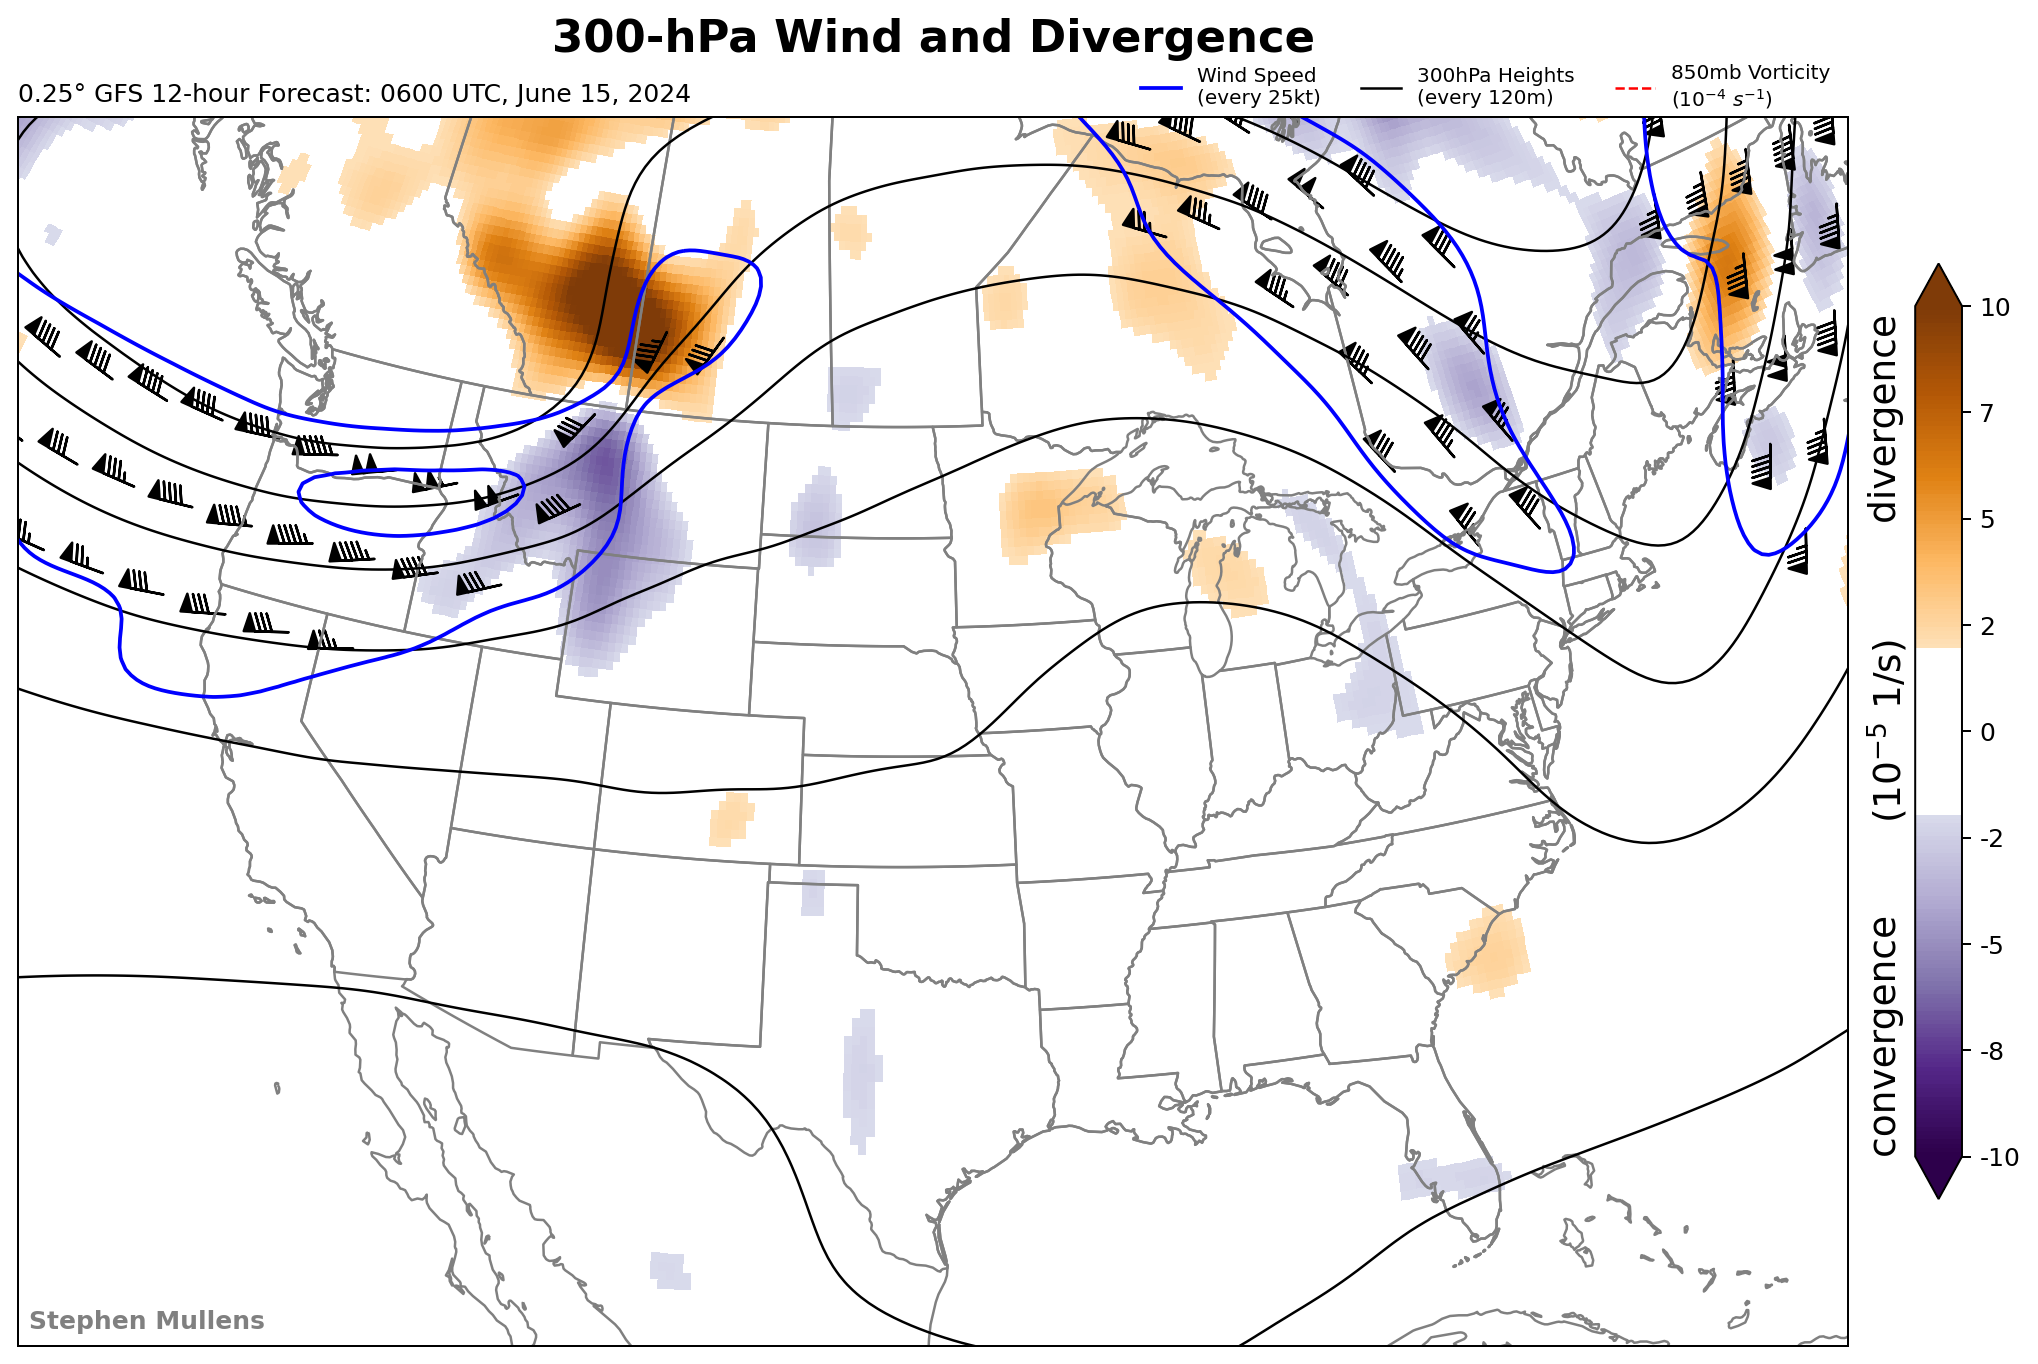 300-hPa Wind and Divergence
0.25° GFS 12-hour Forecast: 0600 UTC, June 15, 2024
Wind Speed
(every 25kt)
300hPa Heights
(every 120m)
850mb Vorticity
(10⁻⁴ s⁻¹)
divergence
(10⁻⁵ 1/s)
convergence
10
7
5
2
0
-2
-5
-8
-10
Stephen Mullens